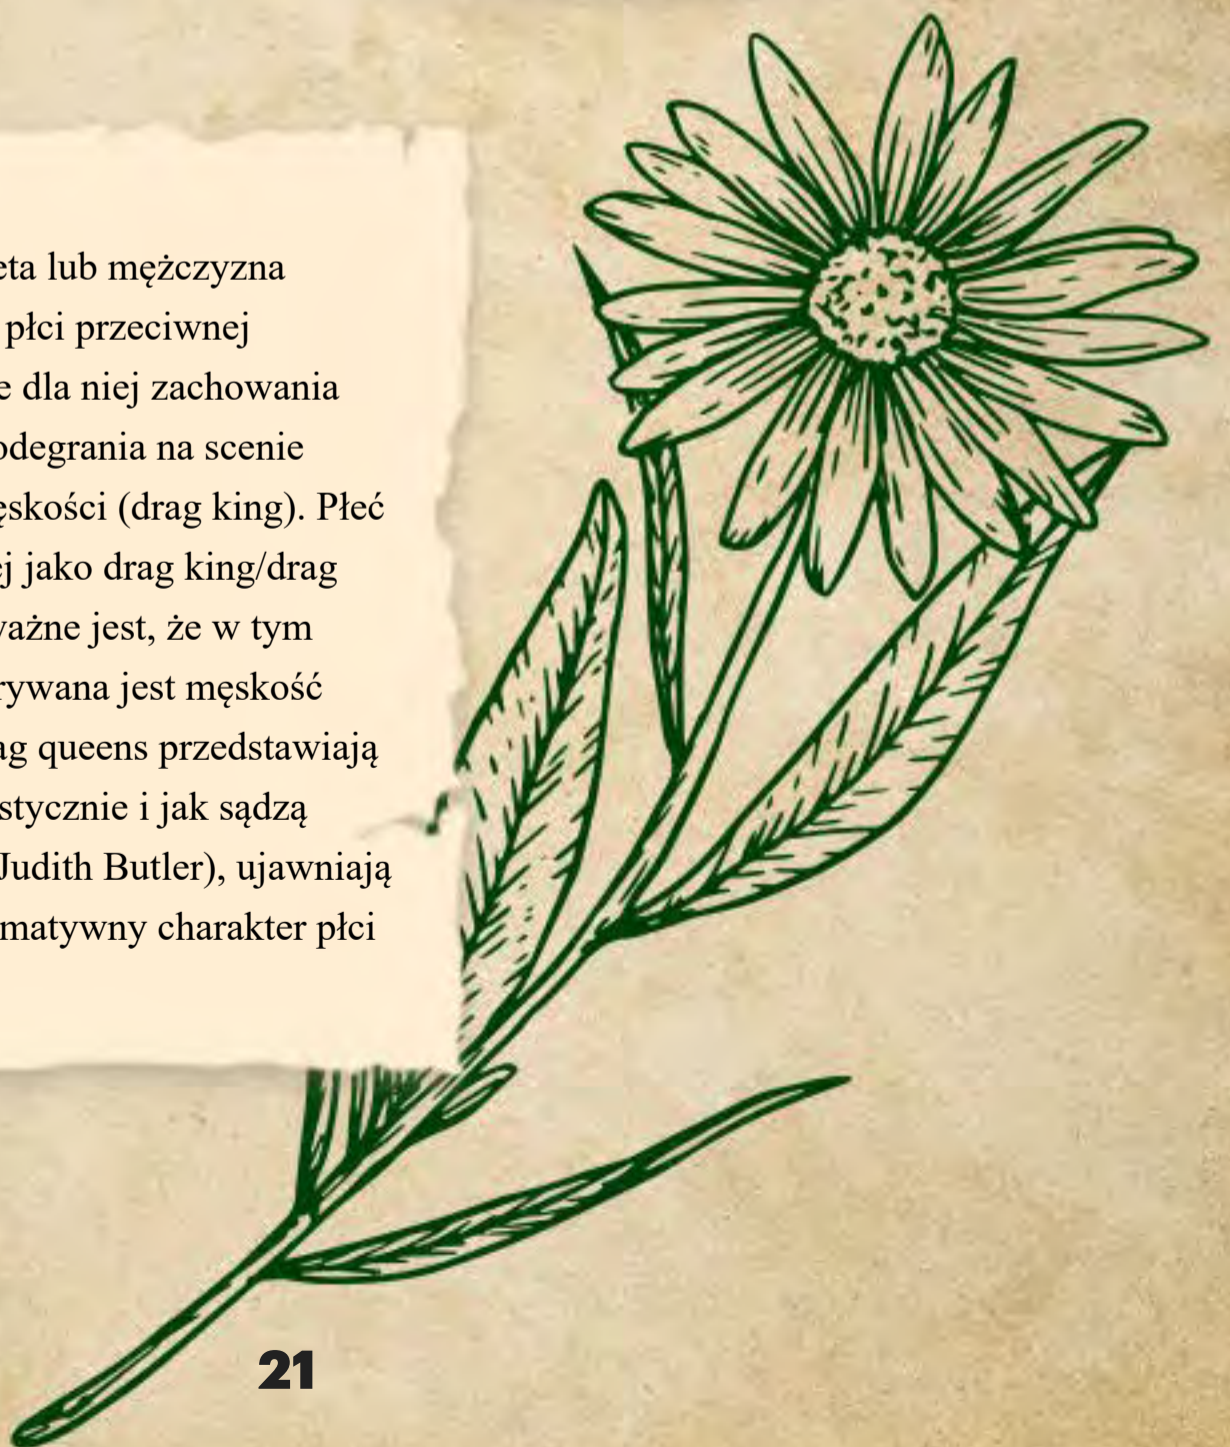 eta lub mężczyzna
płci przeciwnej
e dla niej zachowania
odegrania na scenie
ęskości (drag king). Płeć
ej jako drag king/drag
ważne jest, że w tym
rywana jest męskość
ag queens przedstawiają
stycznie i jak sądzą
Judith Butler), ujawniają
matywny charakter płci
21